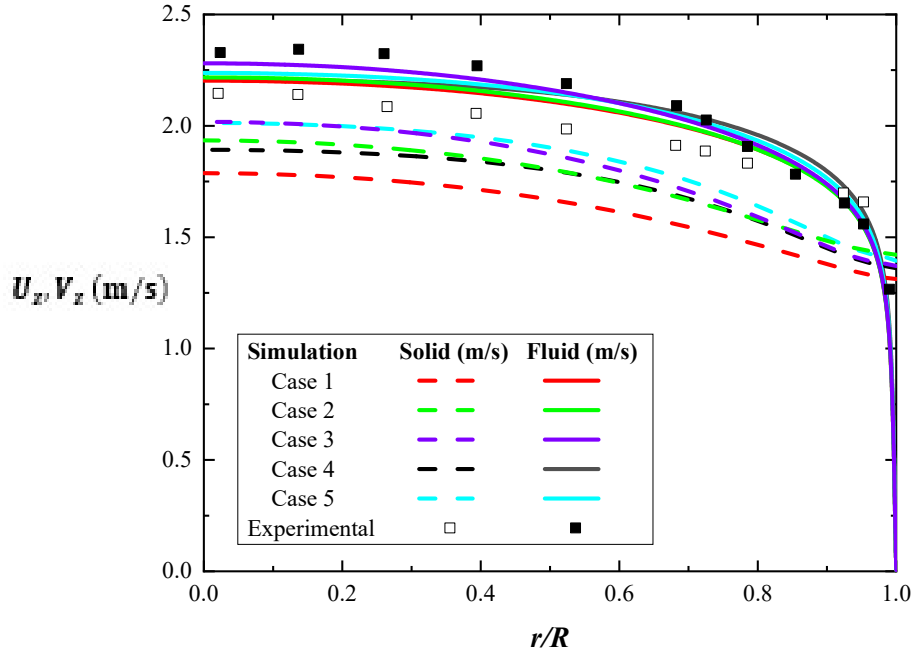 2.5
2.0
1.5
1.0
0.5
0.0
U_z, V_z (m/s)
Simulation Solid (m/s) Fluid (m/s)
Case 1
Case 2
Case 3
Case 4
Case 5
Experimental
0.0 0.2 0.4 0.6 0.8 1.0
r/R